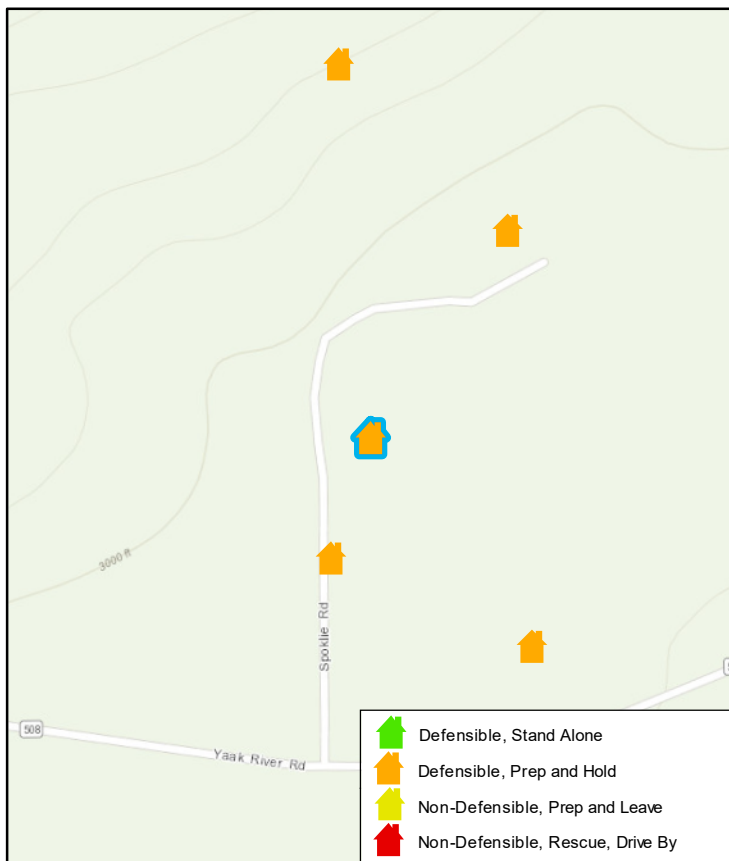 3000 ft
Spoklie Rd
508
Yaak River Rd
Defensible, Stand Alone
Defensible, Prep and Hold
Non-Defensible, Prep and Leave
Non-Defensible, Rescue, Drive By